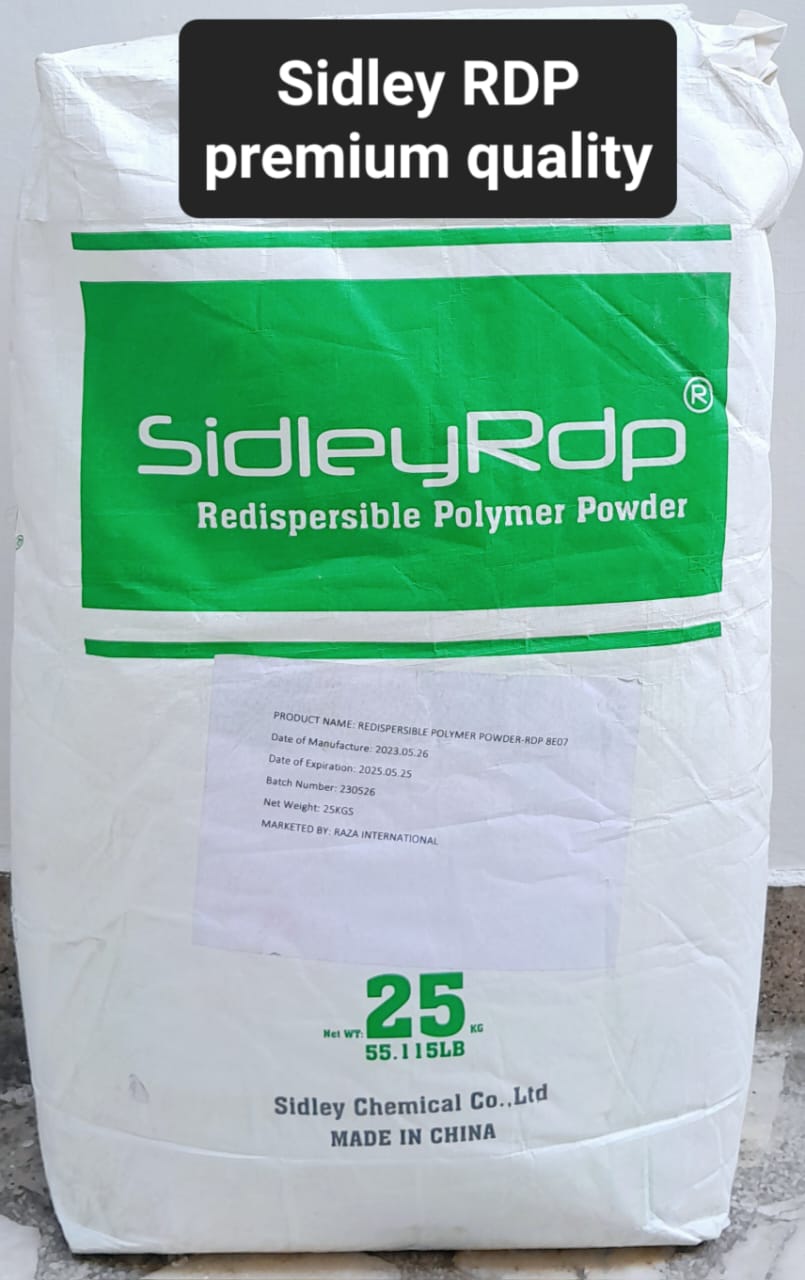 Sidley RDP
premium quality
SidleyRdp®
Redispersible Polymer Powder
PRODUCT NAME: REDISPERSIBLE POLYMER POWDER-RDP 8E07
Date of Manufacture: 2023.05.26
Date of Expiration: 2025.05.25
Batch Number: 230526
Net Weight: 25KGS
MARKETED BY: RAZA INTERNATIONAL
Net WT: 25 KG
55.115LB
Sidley Chemical Co.,Ltd
MADE IN CHINA